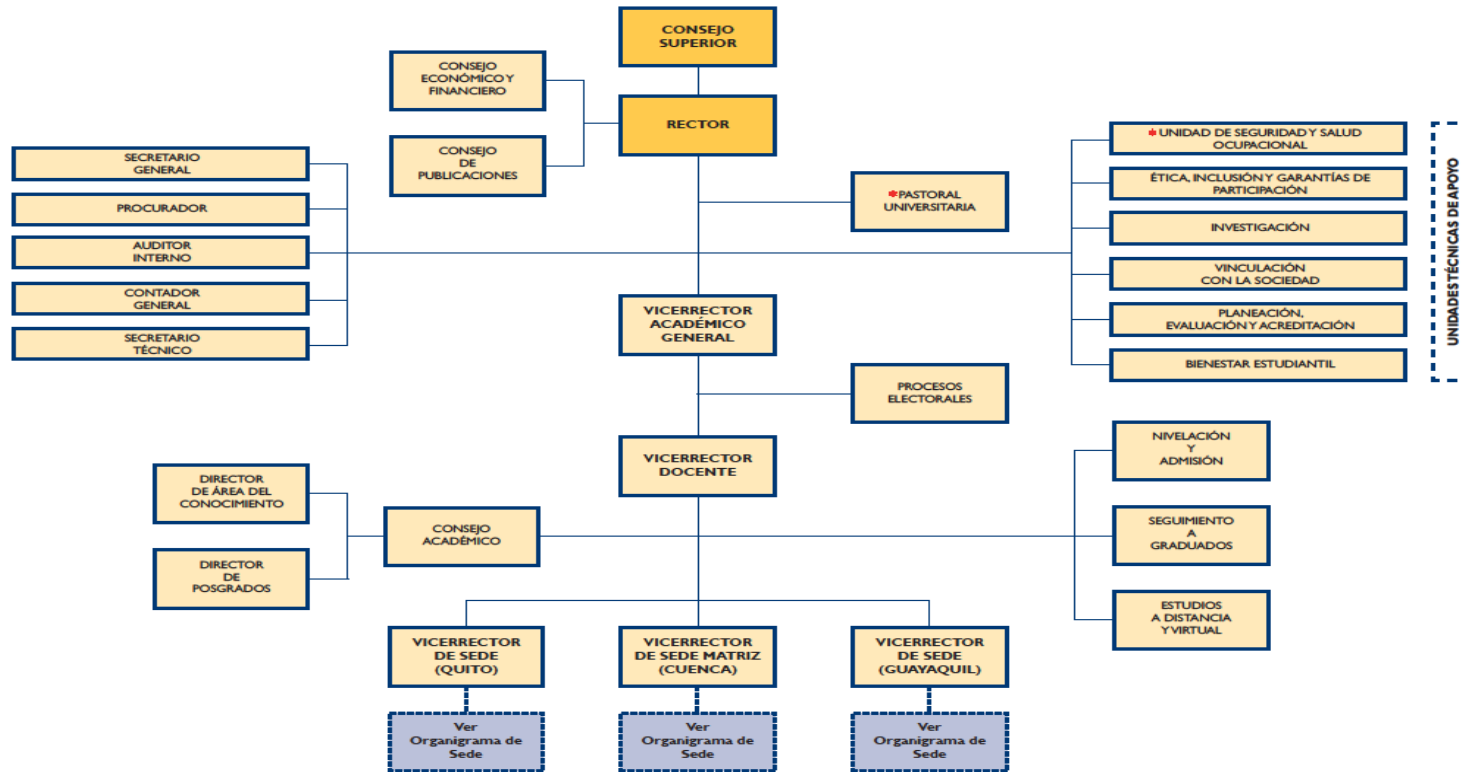 CONSEJO
SUPERIOR
CONSEJO
ECONÓMICO Y
FINANCIERO
RECTOR
CONSEJO
DE
PUBLICACIONES
SECRETARIO
GENERAL
PROCURADOR
AUDITOR
INTERNO
CONTADOR
GENERAL
SECRETARIO
TÉCNICO
*PASTORAL
UNIVERSITARIA
*UNIDAD DE SEGURIDAD Y SALUD
OCUPACIONAL
ÉTICA, INCLUSIÓN Y GARANTÍAS DE
PARTICIPACIÓN
INVESTIGACIÓN
VINCULACIÓN
CON LA SOCIEDAD
PLANEACIÓN,
EVALUACIÓN Y ACREDITACIÓN
BIENESTAR ESTUDIANTIL
UNIDADES TÉCNICAS DE APOYO
VICERRECTOR
ACADÉMICO
GENERAL
PROCESOS
ELECTORALES
VICERRECTOR
DOCENTE
DIRECTOR
DE ÁREA DEL
CONOCIMIENTO
DIRECTOR
DE
POSGRADOS
CONSEJO
ACADÉMICO
NIVELACIÓN
Y
ADMISIÓN
SEGUIMIENTO
A
GRADUADOS
ESTUDIOS
A DISTANCIA
Y VIRTUAL
VICERRECTOR
DE SEDE
(QUITO)
VICERRECTOR
DE SEDE MATRIZ
(CUENCA)
VICERRECTOR
DE SEDE
(GUAYAQUIL)
Ver
Organigrama de
Sede
Ver
Organigrama de
Sede
Ver
Organigrama de
Sede